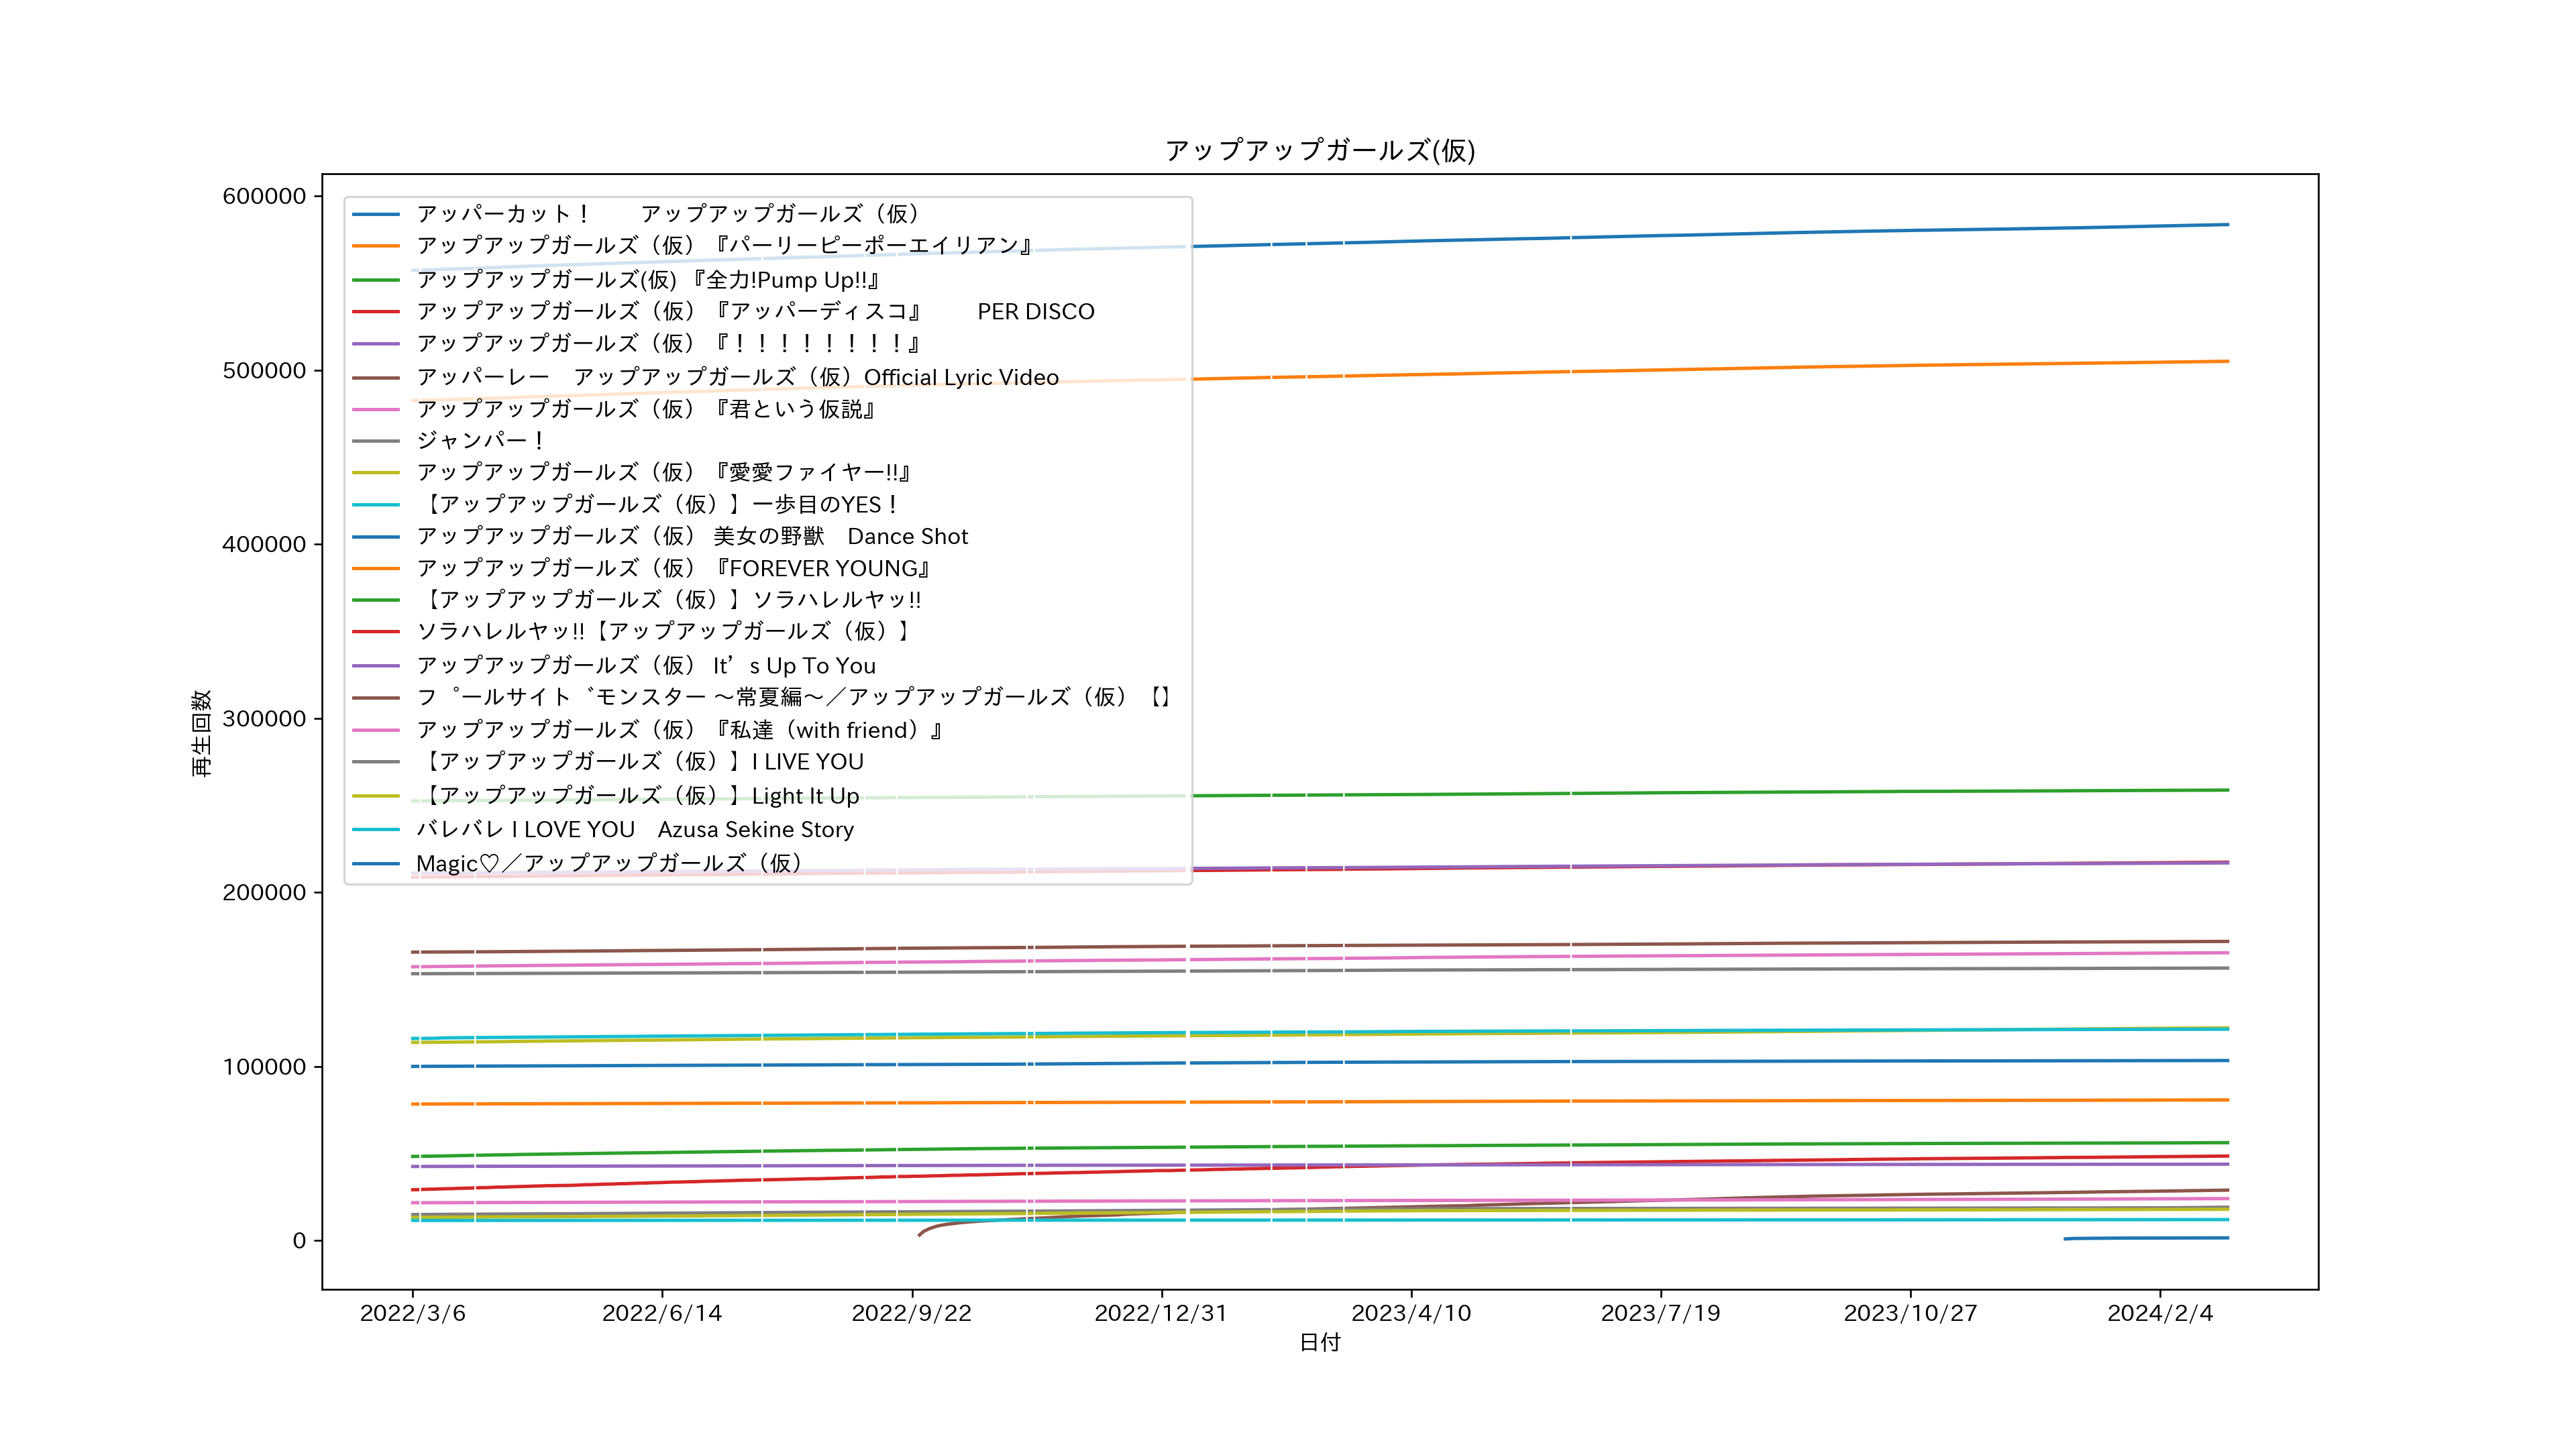 アップアップガールズ(仮)
600000
500000
400000
300000
200000
100000
0
再生回数
アッパーカット！　　アップアップガールズ（仮）
アップアップガールズ（仮）『パーリーピーポーエイリアン』
アップアップガールズ(仮) 『全力!Pump Up!!』
アップアップガールズ（仮）『アッパーディスコ』　　PER DISCO
アップアップガールズ（仮）『！！！！！！！！』
アッパーレー　アップアップガールズ（仮）Official Lyric Video
アップアップガールズ（仮）『君という仮説』
ジャンパー！
アップアップガールズ（仮）『愛愛ファイヤー!!』
【アップアップガールズ（仮）】一歩目のYES！
アップアップガールズ（仮） 美女の野獣　Dance Shot
アップアップガールズ（仮）『FOREVER YOUNG』
【アップアップガールズ（仮）】ソラハレルヤッ!!
ソラハレルヤッ!!【アップアップガールズ（仮）】
アップアップガールズ（仮） It’s Up To You
フ゜ールサイト゛モンスター 〜常夏編〜／アップアップガールズ（仮）【】
アップアップガールズ（仮）『私達（with friend）』
【アップアップガールズ（仮）】I LIVE YOU
【アップアップガールズ（仮）】Light It Up
バレバレ I LOVE YOU　Azusa Sekine Story
Magic♡／アップアップガールズ（仮）
2022/3/6 2022/6/14 2022/9/22 2022/12/31 2023/4/10 2023/7/19 2023/10/27 2024/2/4
日付